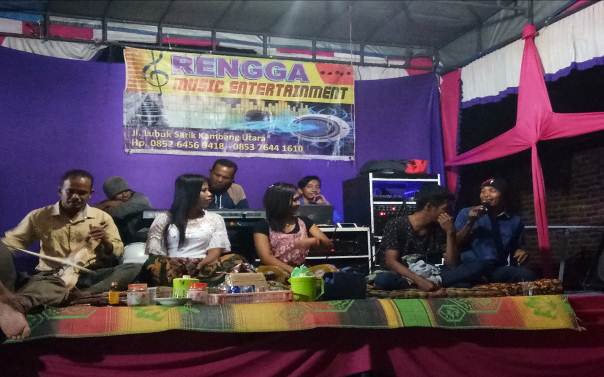 RENGGA
MUSIC ENTERTAINMENT
Jl. Lubuk Sarik Kambang Utara
Hp. 0852 6456 9418 - 0853 7644 1610